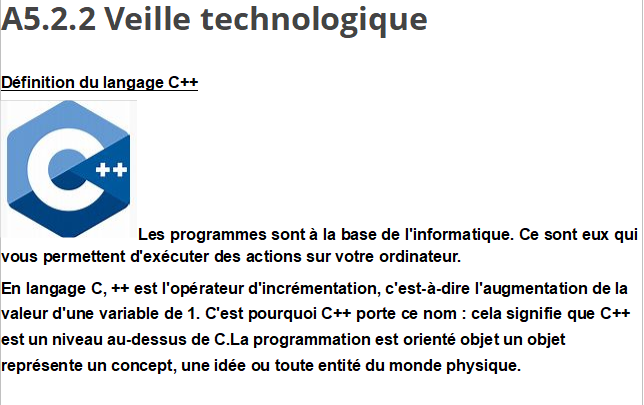 A5.2.2 Veille technologique
Définition du langage C++
C++
Les programmes sont à la base de l'informatique. Ce sont eux qui
vous permettent d'exécuter des actions sur votre ordinateur.
En langage C, ++ est l'opérateur d'incrémentation, c'est-à-dire l'augmentation de la
valeur d'une variable de 1. C'est pourquoi C++ porte ce nom : cela signifie que C++
est un niveau au-dessus de C.La programmation est orienté objet un objet
représente un concept, une idée ou toute entité du monde physique.